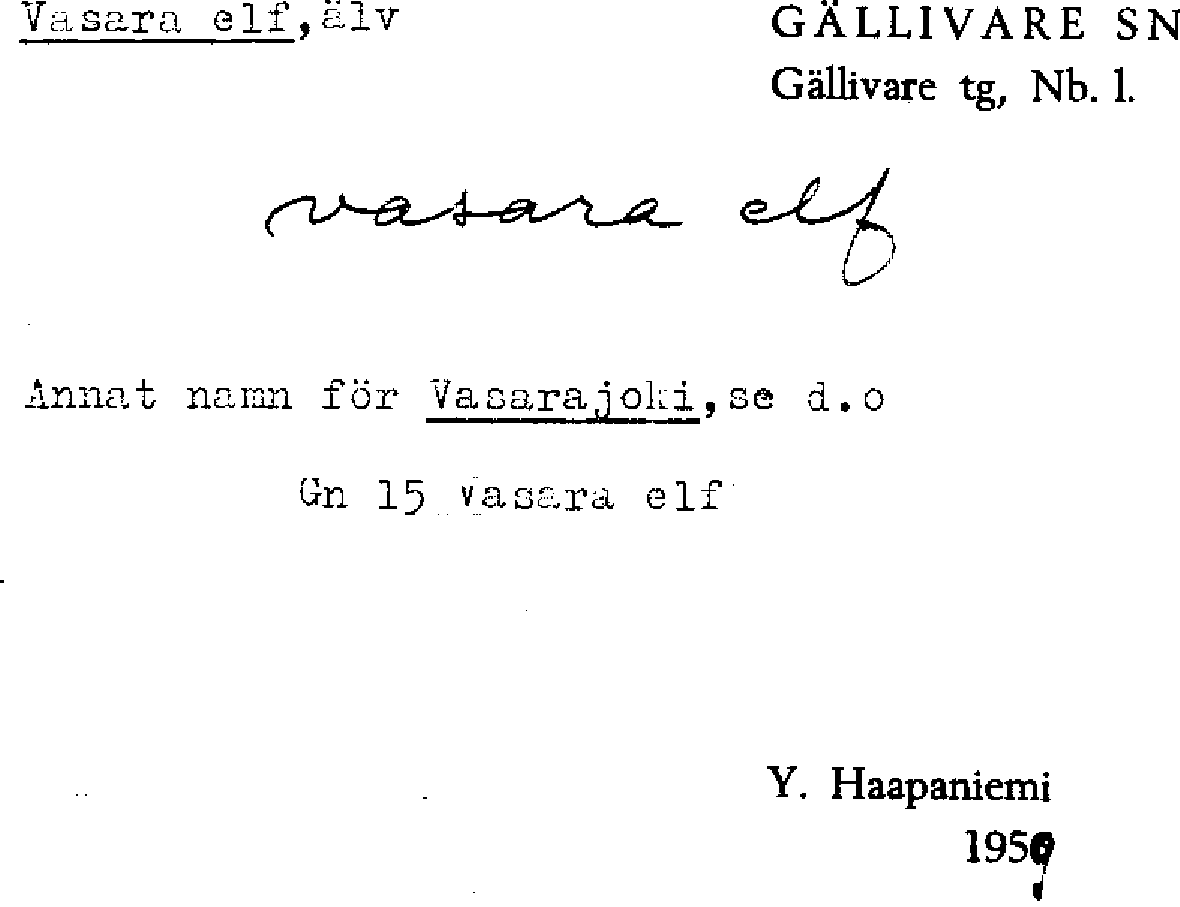 Vasara elf, älv
GÄLLIVARE SN
Gällivare tg, Nb. l.
vasara elf
Annat namn för Vasarajoki, se d.o
Gn 15 Vasara elf
Y. Haapaniemi
1959